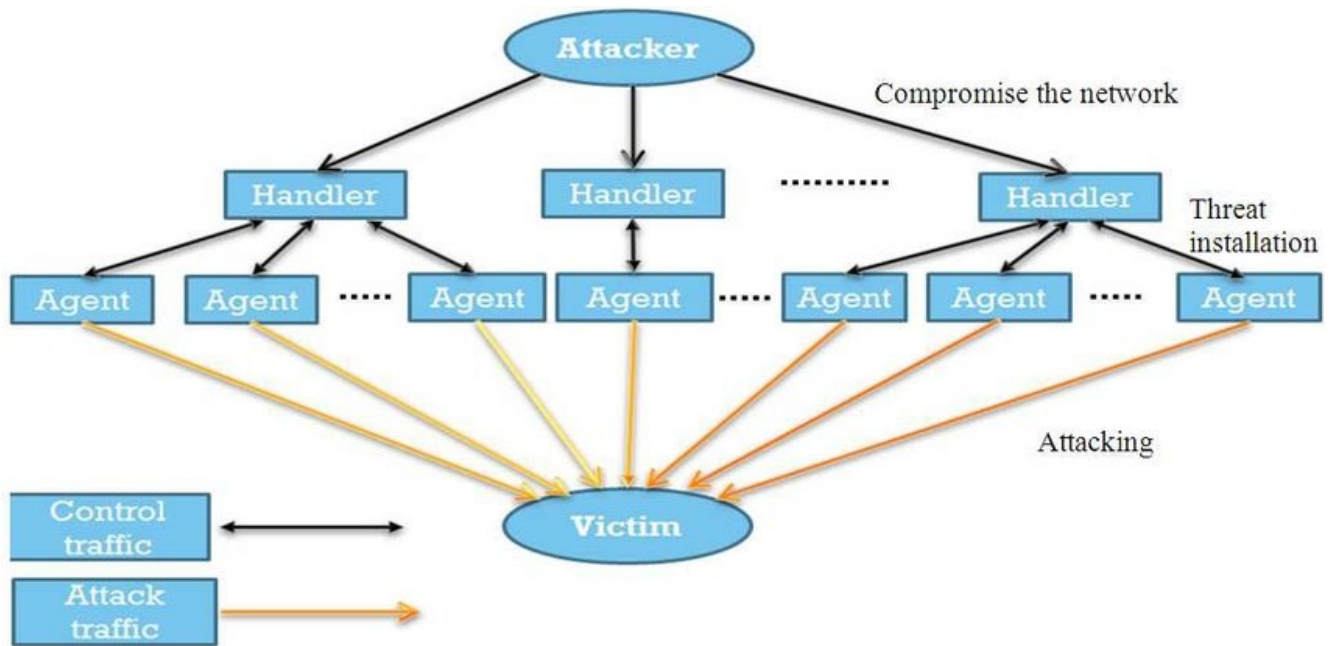 Attacker
Compromise the network
Handler
Handler
Handler
Threat
installation
Agent
Agent
Agent
Agent
Agent
Agent
Agent
Attacking
Victim
Control
traffic
Attack
traffic